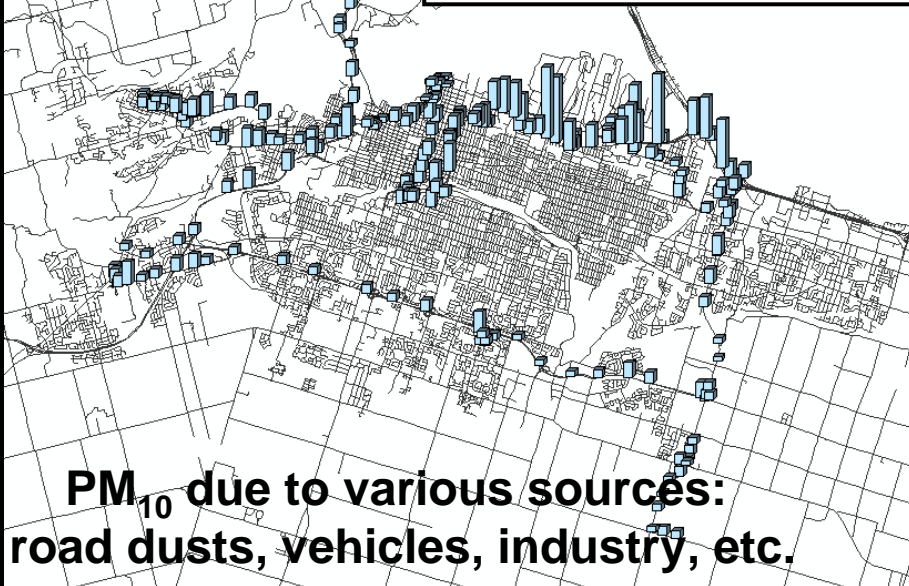 PM₁₀ due to various sources:
road dusts, vehicles, industry, etc.